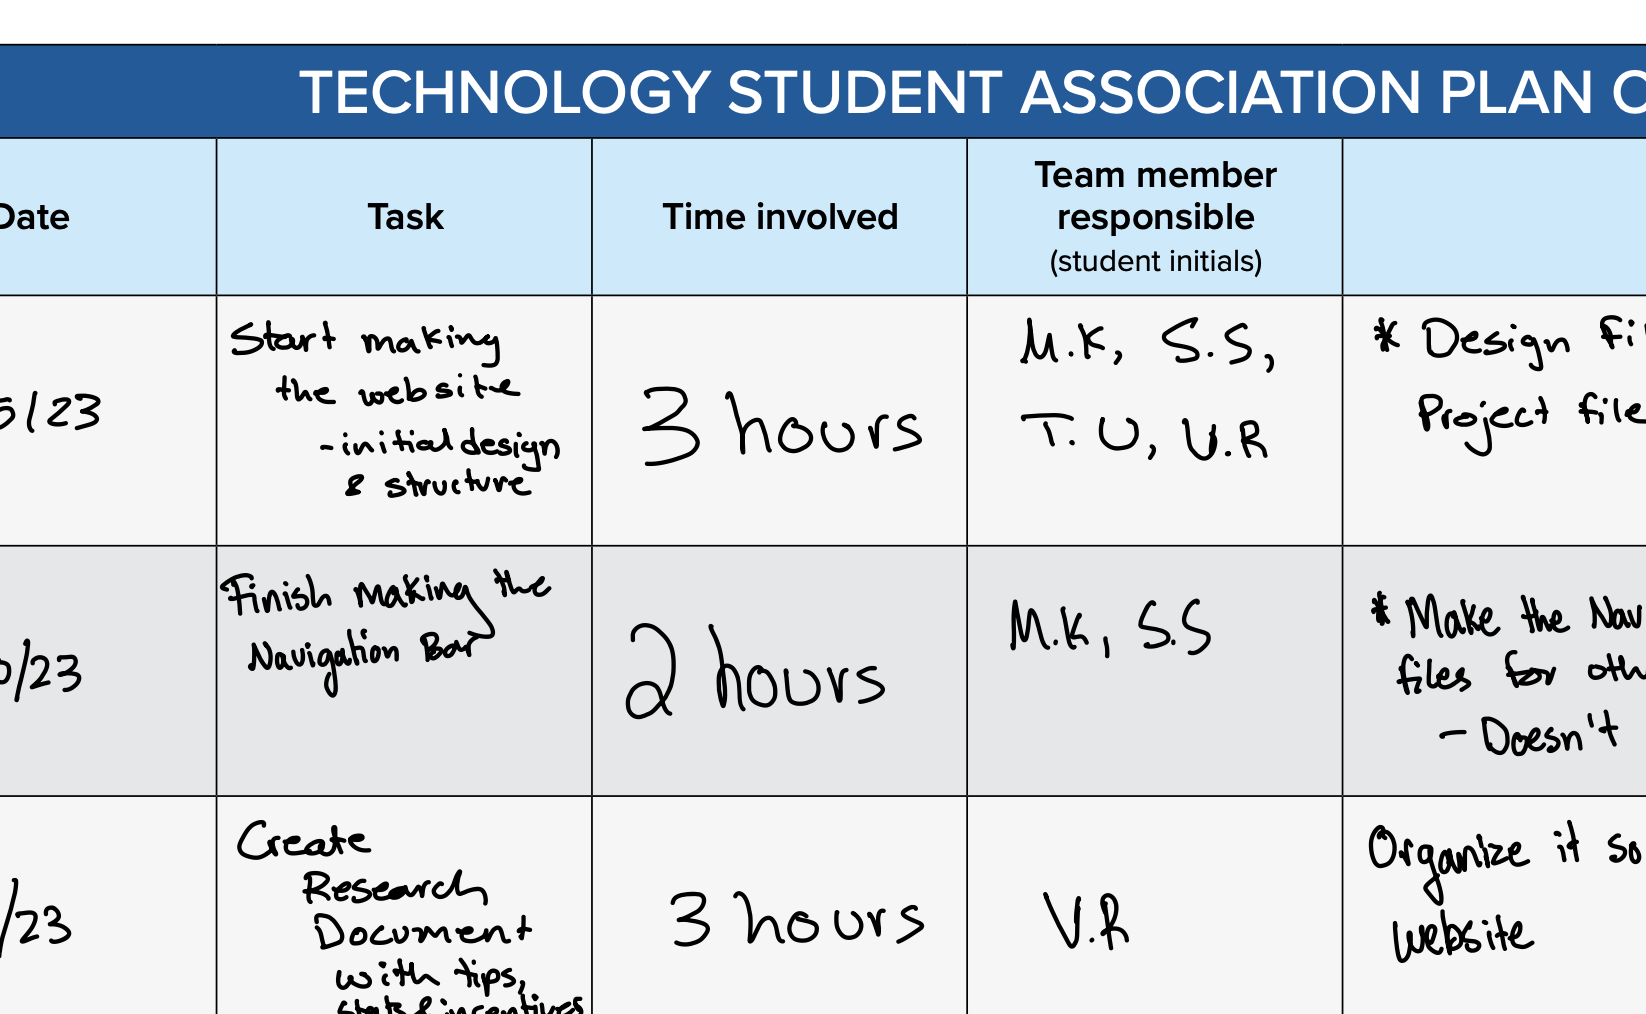 TECHNOLOGY STUDENT ASSOCIATION PLAN O
Date
Task
Time involved
Team member
responsible
(student initials)
5/23
Start making
the website
- initial design
& structure
3 hours
M.K, S.S,
T.U, V.R
* Design fi
Project file
0/23
Finish making the
Navigation Bar
2 hours
M.K, S.S
* Make the Nav
files for oth
- Doesn't
/23
Create
Research
Document
with tips,
stats & incentives
3 hours
V.R
Organize it so
website